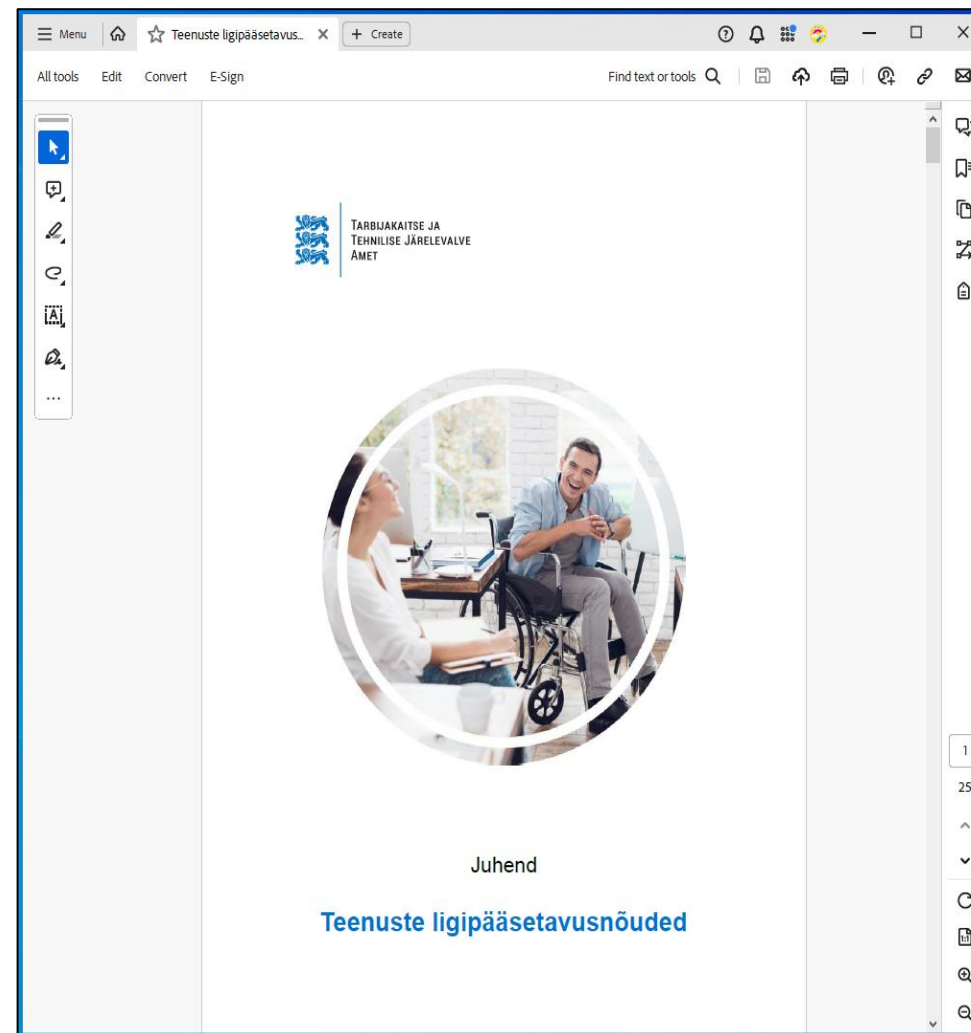 Menu
Teenuste ligipääsetavus...
+ Create
All tools Edit Convert E-Sign
Find text or tools
TARBIJAKAITSE JA
TEHNILISE JÄRELEVALVE
AMET
Juhend
Teenuste ligipääsetavusnõuded
1
25